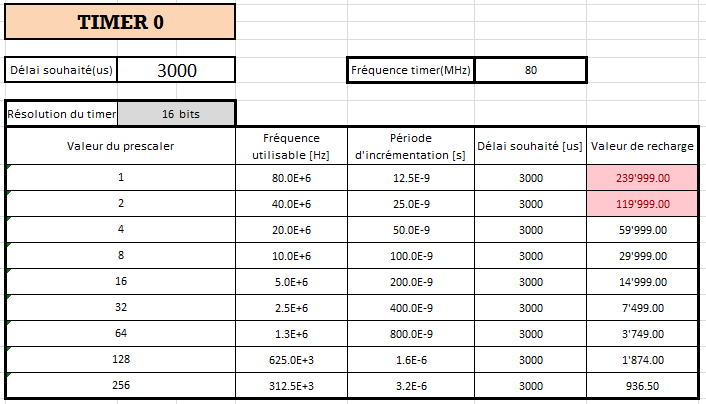 TIMER 0
Délai souhaité(us) 3000 Fréquence timer(MHz) 80
Résolution du timer 16 bits
Valeur du prescaler Fréquence utilisable [Hz] Période d'incrémentation [s] Délai souhaité [us] Valeur de recharge
1 80.0E+6 12.5E-9 3000 239'999.00
2 40.0E+6 25.0E-9 3000 119'999.00
4 20.0E+6 50.0E-9 3000 59'999.00
8 10.0E+6 100.0E-9 3000 29'999.00
16 5.0E+6 200.0E-9 3000 14'999.00
32 2.5E+6 400.0E-9 3000 7'499.00
64 1.3E+6 800.0E-9 3000 3'749.00
128 625.0E+3 1.6E-6 3000 1'874.00
256 312.5E+3 3.2E-6 3000 936.50